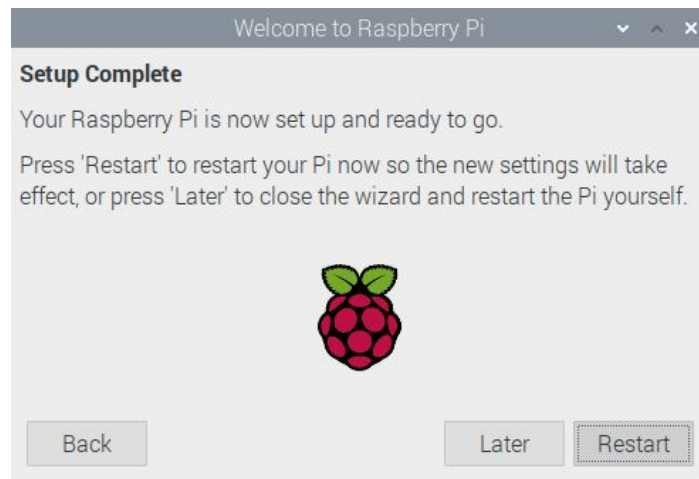 Welcome to Raspberry Pi
Setup Complete
Your Raspberry Pi is now set up and ready to go.
Press 'Restart' to restart your Pi now so the new settings will take
effect, or press 'Later' to close the wizard and restart the Pi yourself.
Back
Later
Restart